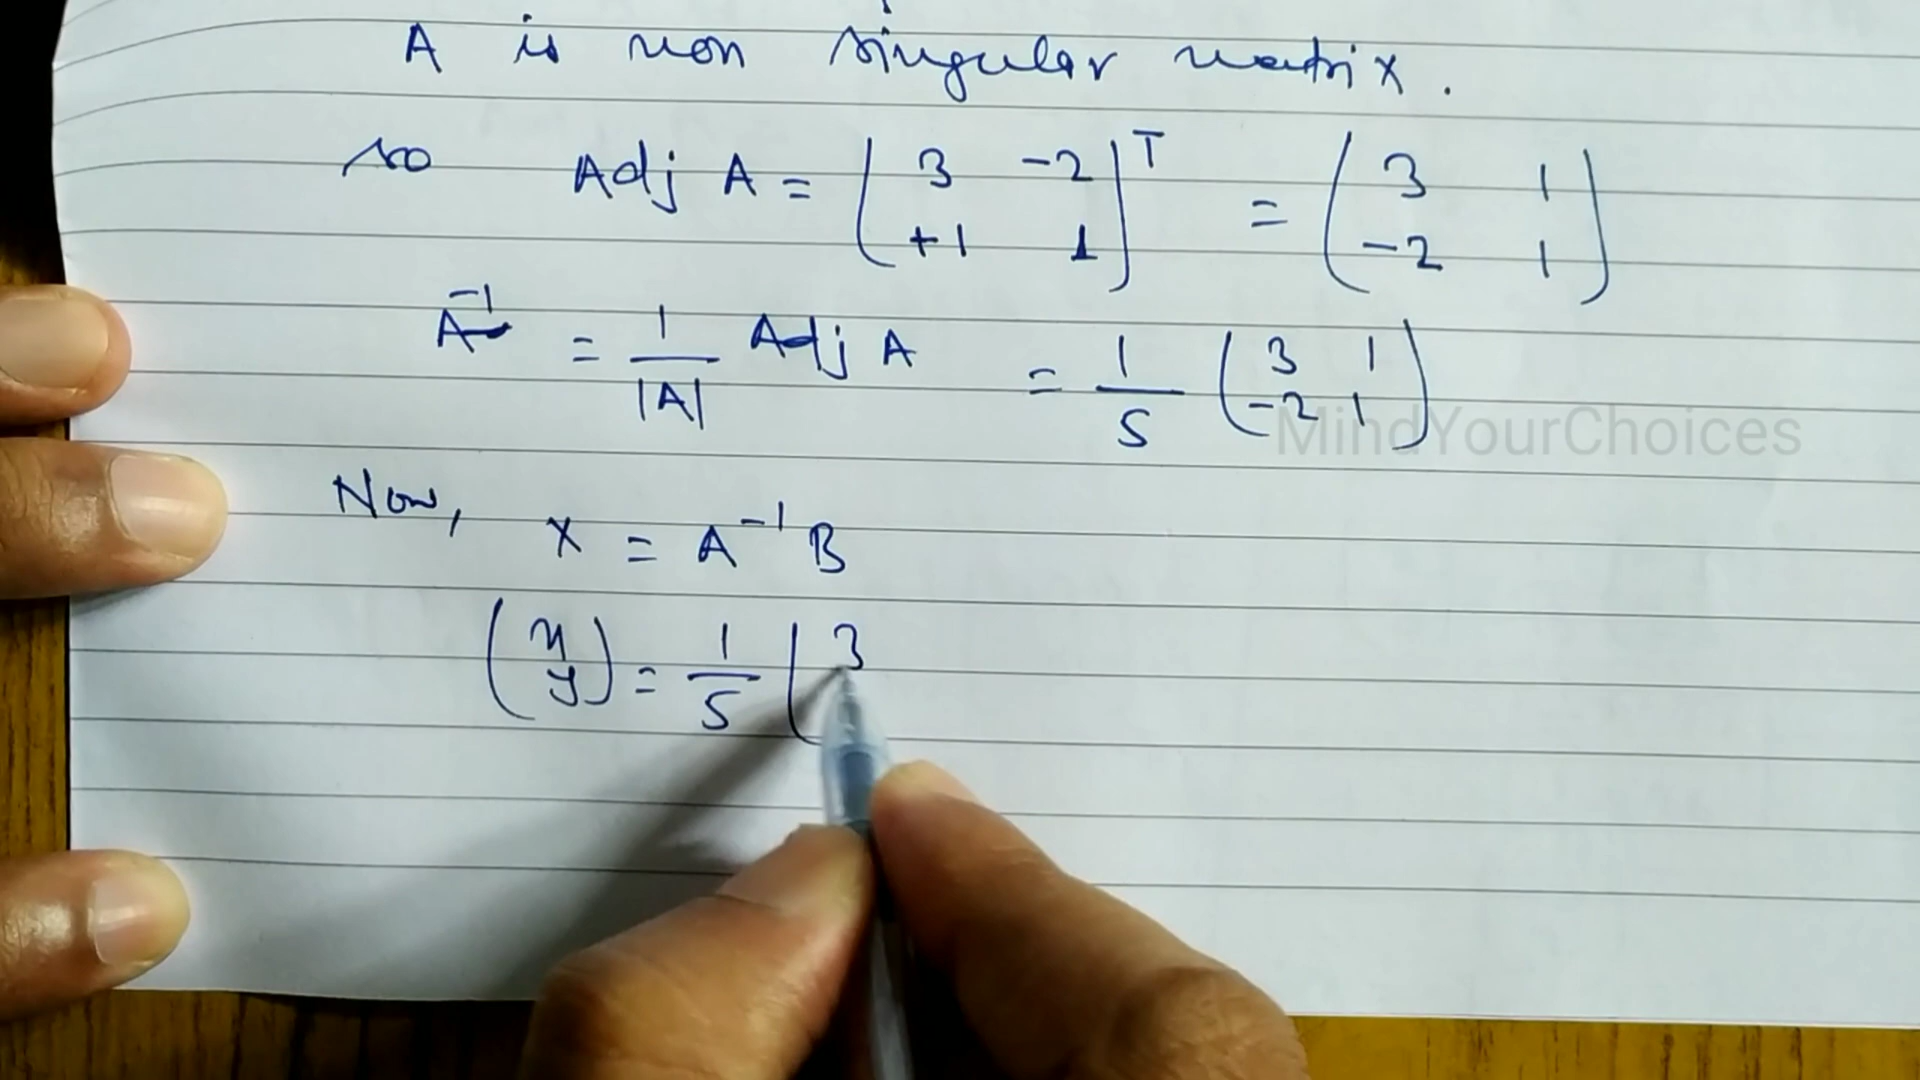 A is non singular matrix.
so Adj A = ( 3 -2 +1 1 )ᵀ = ( 3 1 -2 1 )
A⁻¹ = 1/|A| Adj A = 1/5 ( 3 1 -2 1 )
MindYourChoices
Now, X = A⁻¹ B
( x y ) = 1/5 ( 3